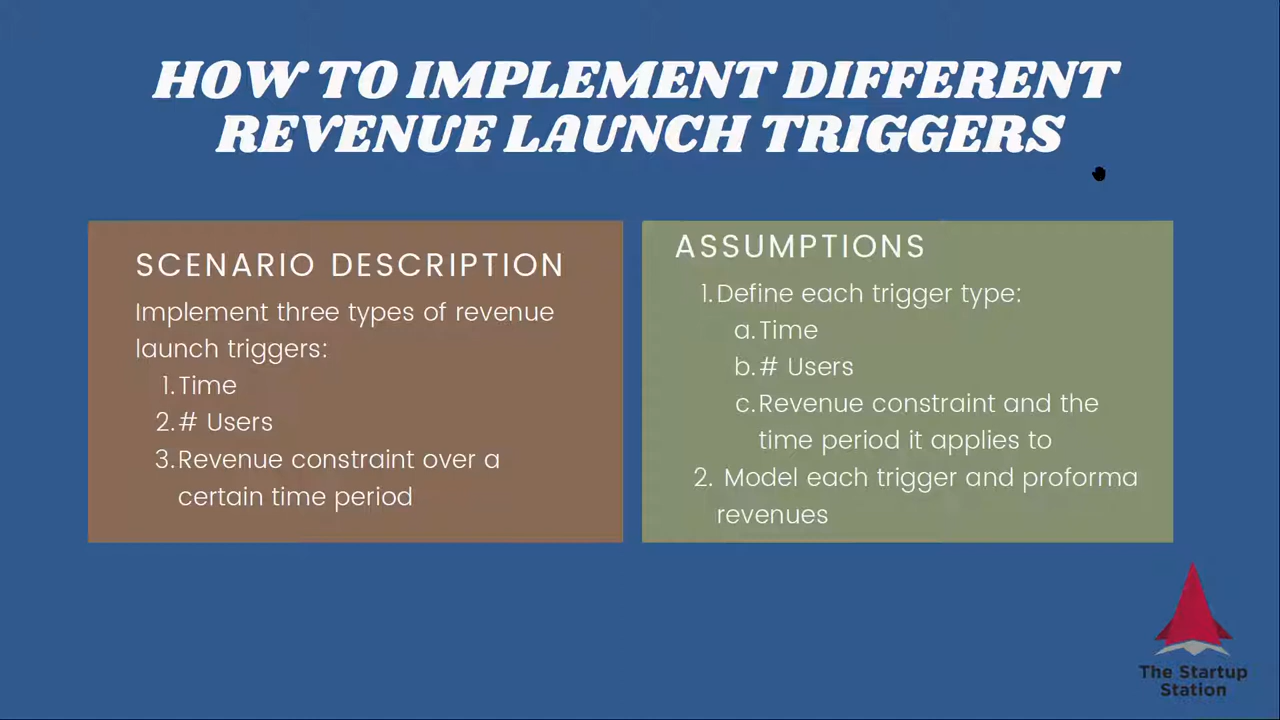 HOW TO IMPLEMENT DIFFERENT
REVENUE LAUNCH TRIGGERS
SCENARIO DESCRIPTION
Implement three types of revenue
launch triggers:
1. Time
2. # Users
3. Revenue constraint over a
certain time period
ASSUMPTIONS
1. Define each trigger type:
a. Time
b. # Users
c. Revenue constraint and the
time period it applies to
2. Model each trigger and proforma
revenues
The Startup
Station